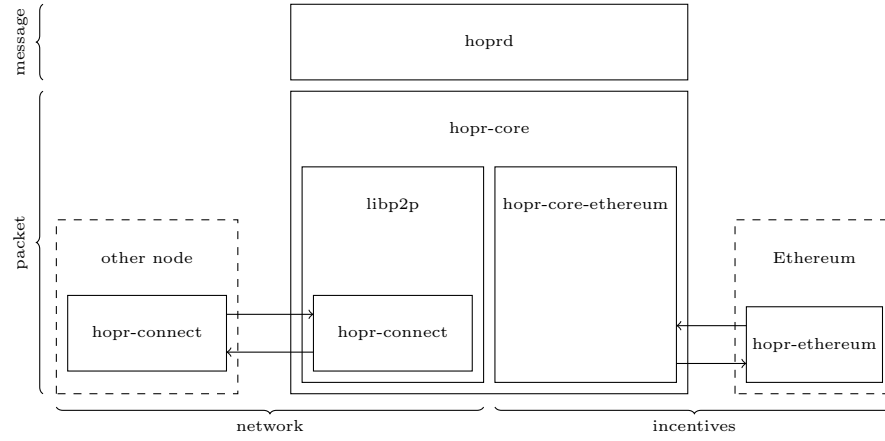 message
hoprd
packet
hopr-core
libp2p
hopr-core-ethereum
other node
Ethereum
hopr-connect
hopr-connect
hopr-ethereum
network
incentives